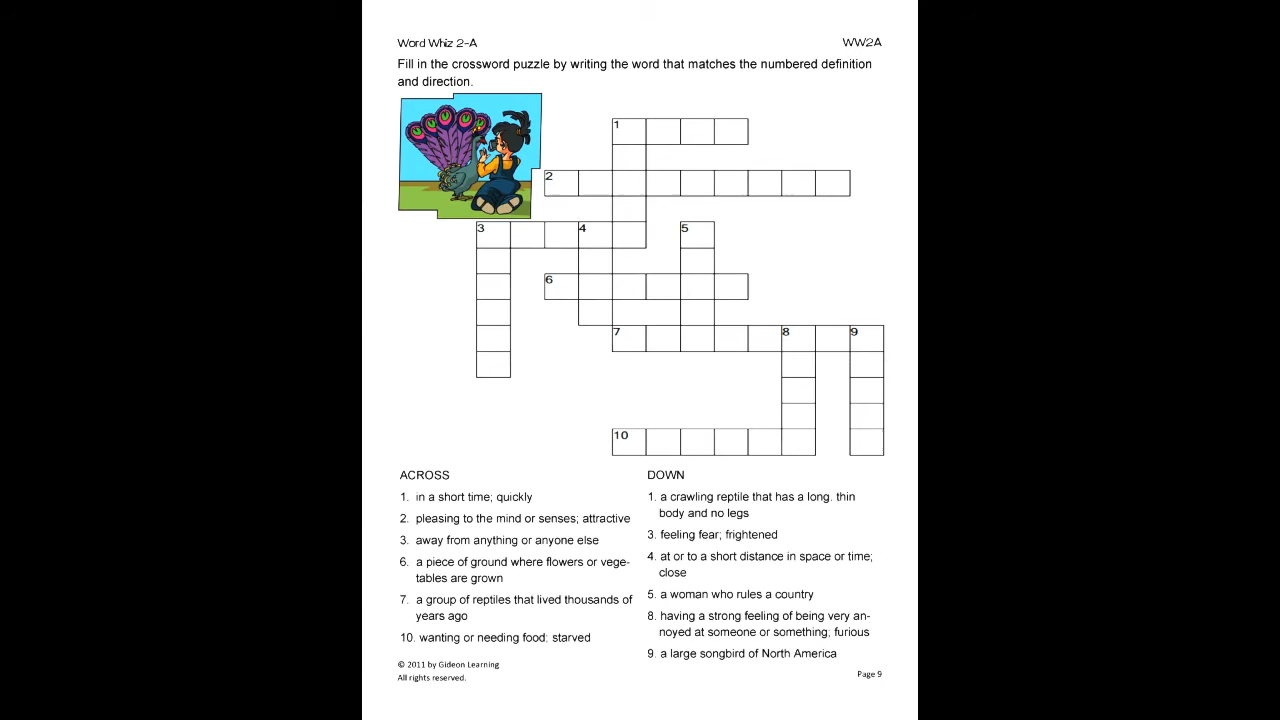 Word Whiz 2-A
WW2A
Fill in the crossword puzzle by writing the word that matches the numbered definition
and direction.
1
2
3
4
5
6
7
8
9
10
ACROSS
1. in a short time; quickly
2. pleasing to the mind or senses; attractive
3. away from anything or anyone else
6. a piece of ground where flowers or vege-
tables are grown
7. a group of reptiles that lived thousands of
years ago
10. wanting or needing food; starved
DOWN
1. a crawling reptile that has a long. thin
body and no legs
3. feeling fear; frightened
4. at or to a short distance in space or time;
close
5. a woman who rules a country
8. having a strong feeling of being very an-
noyed at someone or something; furious
9. a large songbird of North America
© 2011 by Gideon Learning
All rights reserved.
Page 9